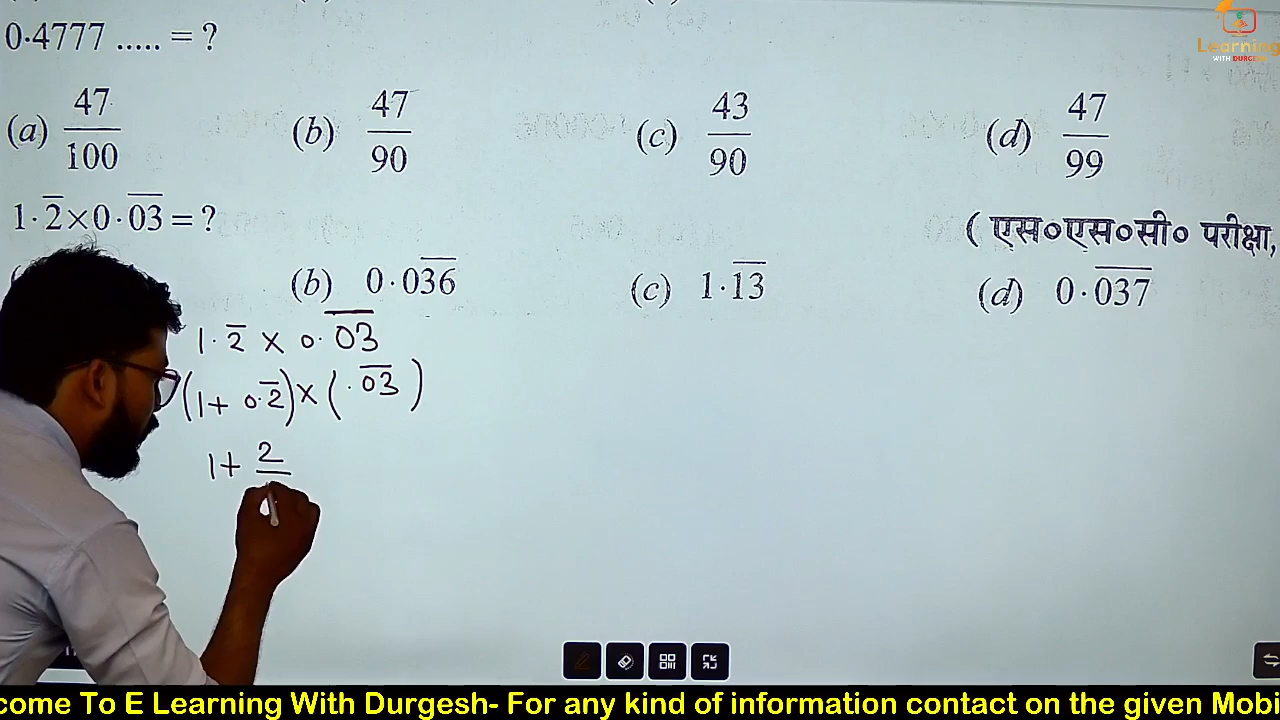 0·4777 ..... = ?
Learning
WITH DURGESH
(a) 47/100 (b) 47/90 (c) 43/90 (d) 47/99
1·2̅×0·0̅3̅ = ?
( एस०एस०सी० परीक्षा,
(b) 0·03̅6̅ (c) 1·1̅3̅ (d) 0·0̅3̅7̅
1·2̅ × 0·0̅3̅
(1+ 0·2̅)×(·0̅3̅)
1+ 2
come To E Learning With Durgesh- For any kind of information contact on the given Mobi